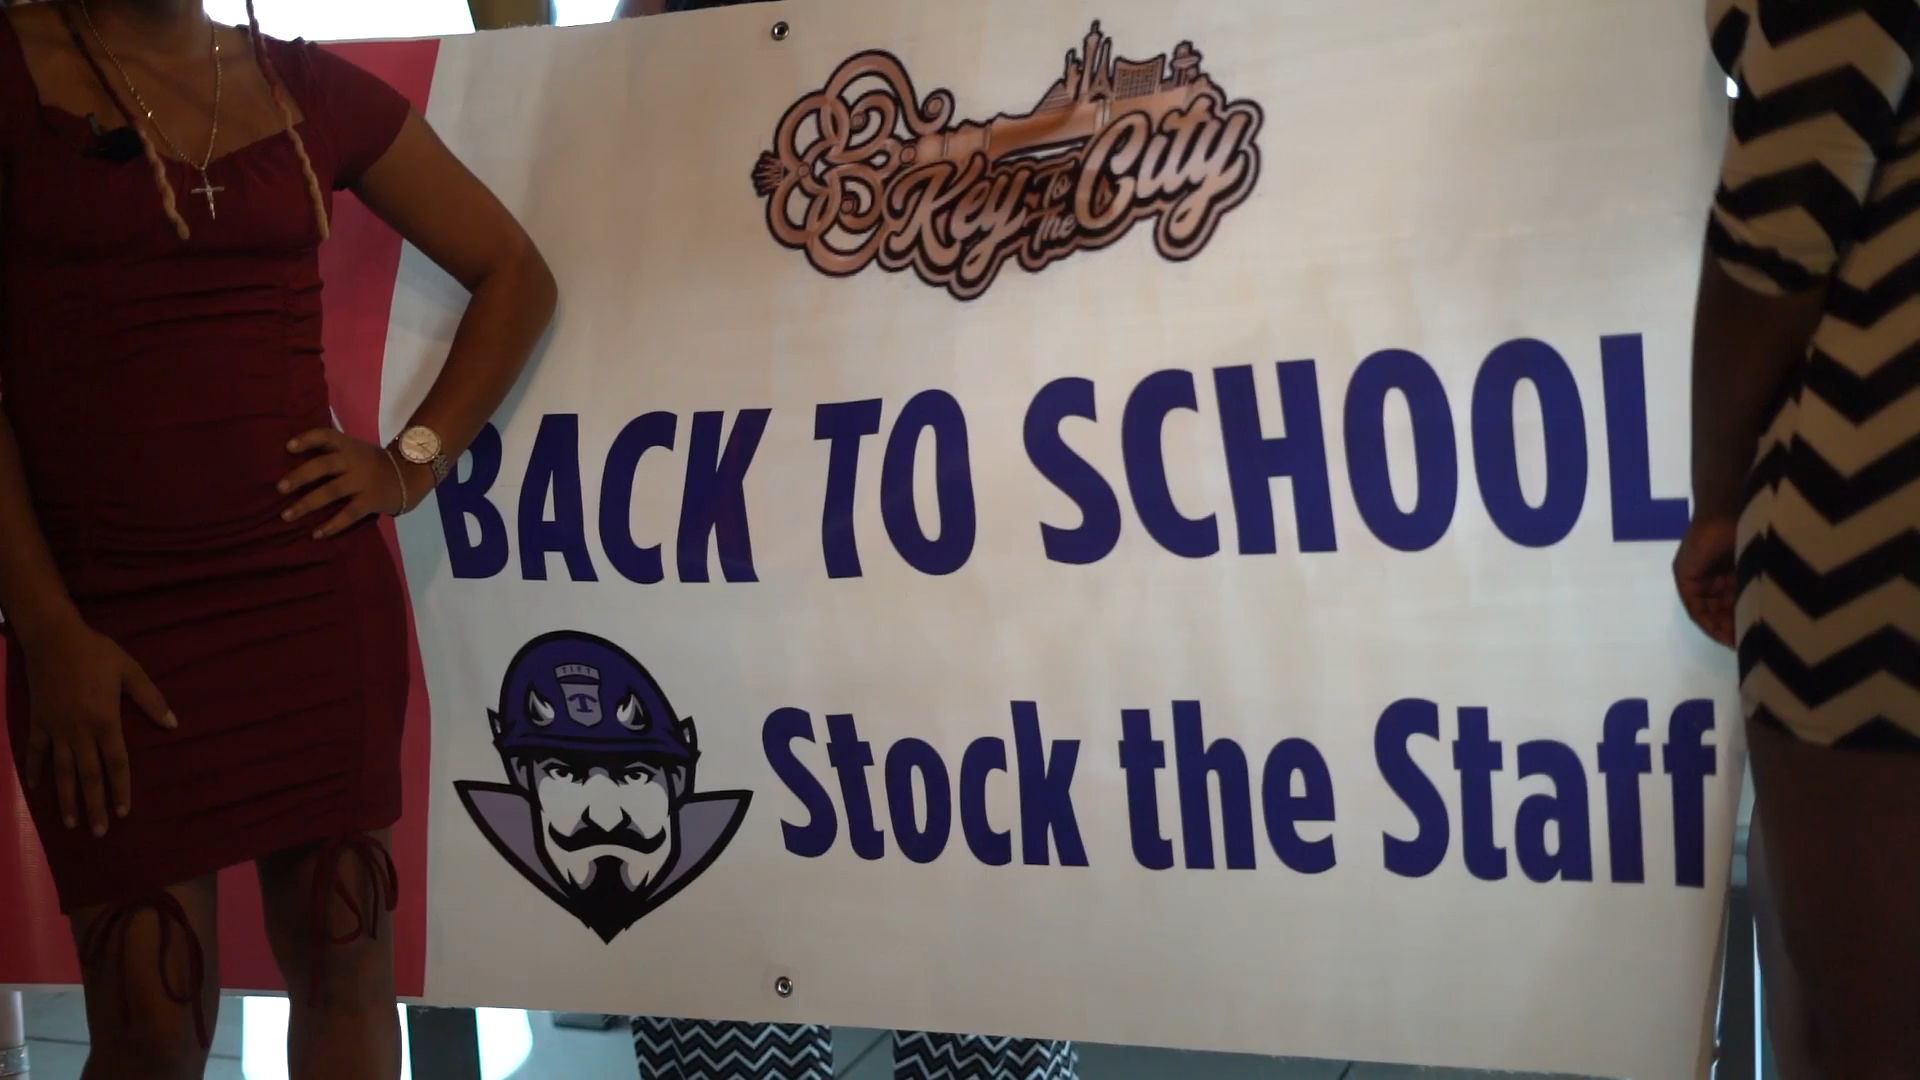 Key To The City
BACK TO SCHOOL
T
Stock the Staff